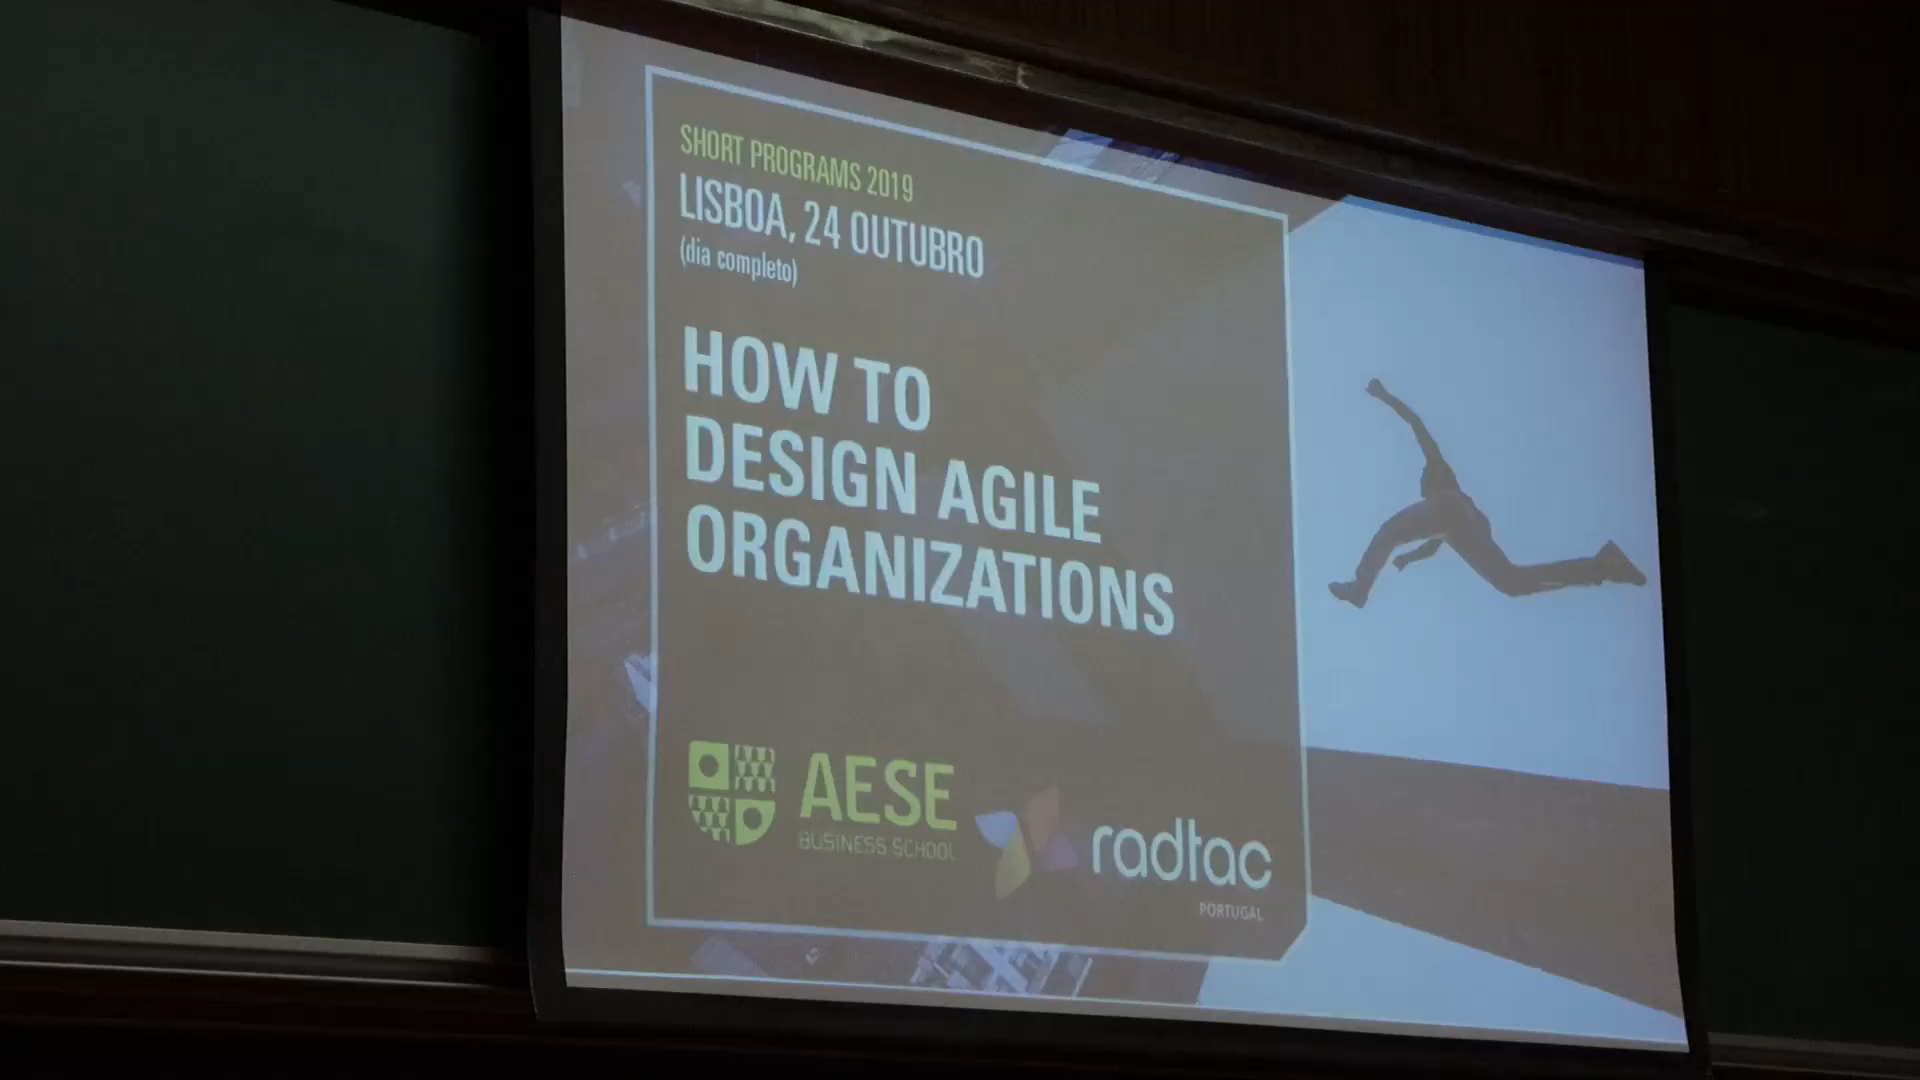 SHORT PROGRAMS 2019
LISBOA, 24 OUTUBRO
(dia completo)
HOW TO
DESIGN AGILE
ORGANIZATIONS
AESE
BUSINESS SCHOOL
radtac
PORTUGAL